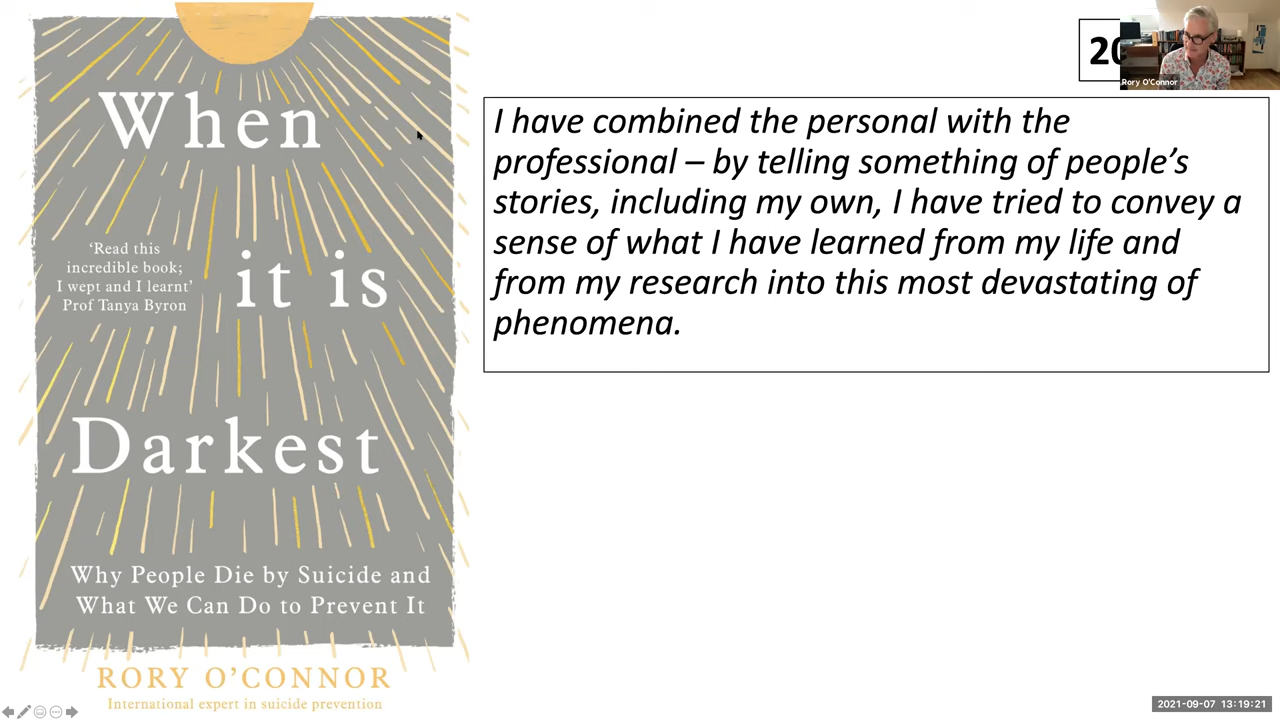 When
it is
Darkest
‘Read this
incredible book;
I wept and I learnt’
Prof Tanya Byron
Why People Die by Suicide and
What We Can Do to Prevent It
RORY O’CONNOR
International expert in suicide prevention
20
Rory O'Connor
I have combined the personal with the
professional – by telling something of people’s
stories, including my own, I have tried to convey a
sense of what I have learned from my life and
from my research into this most devastating of
phenomena.
2021-09-07 13:19:21